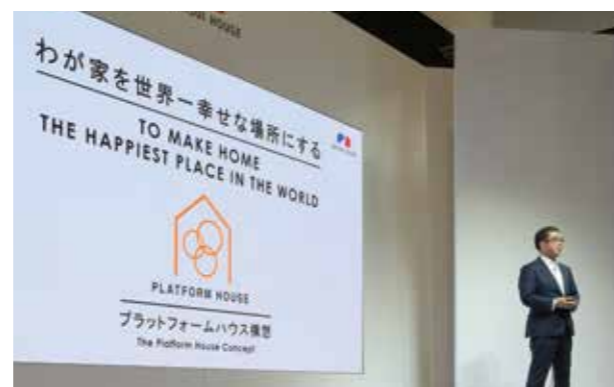 HOUSE
わが家を世界一幸せな場所にする
TO MAKE HOME
THE HAPPIEST PLACE IN THE WORLD
PLATFORM HOUSE
プラットフォームハウス構想
The Platform House Concept